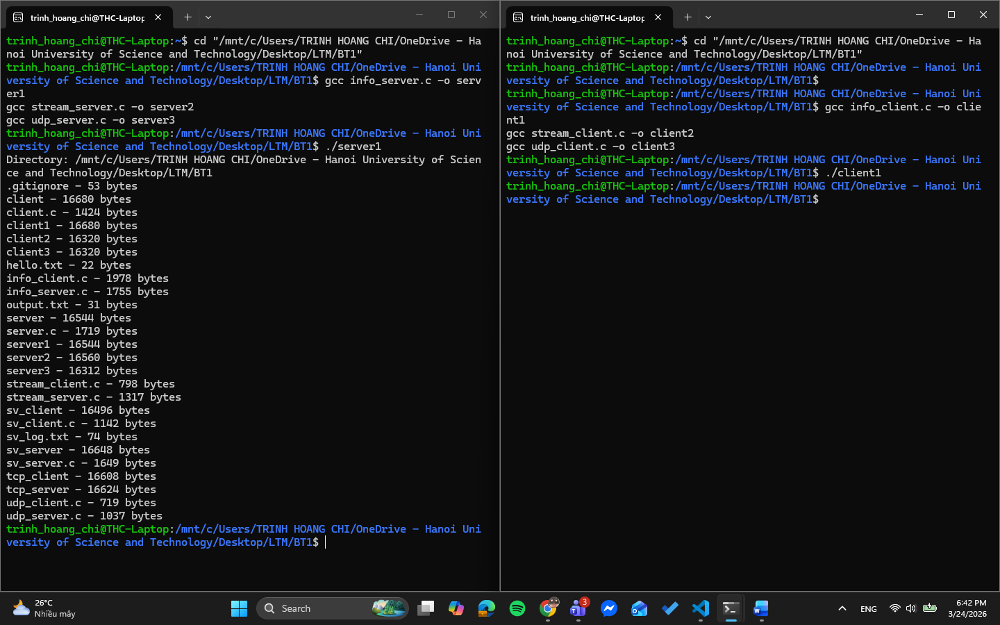 trinh_hoang_chi@THC-Laptop:
trinh_hoang_chi@THC-Laptop:~$ cd "/mnt/c/Users/TRINH HOANG CHI/OneDrive - Ha
noi University of Science and Technology/Desktop/LTM/BT1"
trinh_hoang_chi@THC-Laptop:/mnt/c/Users/TRINH HOANG CHI/OneDrive - Hanoi Uni
versity of Science and Technology/Desktop/LTM/BT1$ gcc info_server.c -o serv
er1
gcc stream_server.c -o server2
gcc udp_server.c -o server3
trinh_hoang_chi@THC-Laptop:/mnt/c/Users/TRINH HOANG CHI/OneDrive - Hanoi Uni
versity of Science and Technology/Desktop/LTM/BT1$ ./server1
Directory: /mnt/c/Users/TRINH HOANG CHI/OneDrive - Hanoi University of Scien
ce and Technology/Desktop/LTM/BT1
.gitignore - 53 bytes
client - 16680 bytes
client.c - 1424 bytes
client1 - 16680 bytes
client2 - 16320 bytes
client3 - 16320 bytes
hello.txt - 22 bytes
info_client.c - 1978 bytes
info_server.c - 1755 bytes
output.txt - 31 bytes
server - 16544 bytes
server.c - 1719 bytes
server1 - 16544 bytes
server2 - 16560 bytes
server3 - 16312 bytes
stream_client.c - 798 bytes
stream_server.c - 1317 bytes
sv_client - 16496 bytes
sv_client.c - 1142 bytes
sv_log.txt - 74 bytes
sv_server - 16648 bytes
sv_server.c - 1649 bytes
tcp_client - 16608 bytes
tcp_server - 16624 bytes
udp_client.c - 719 bytes
udp_server.c - 1037 bytes
trinh_hoang_chi@THC-Laptop:/mnt/c/Users/TRINH HOANG CHI/OneDrive - Hanoi Uni
versity of Science and Technology/Desktop/LTM/BT1$
trinh_hoang_chi@THC-Laptop:
trinh_hoang_chi@THC-Laptop:~$ cd "/mnt/c/Users/TRINH HOANG CHI/OneDrive - Ha
noi University of Science and Technology/Desktop/LTM/BT1"
trinh_hoang_chi@THC-Laptop:/mnt/c/Users/TRINH HOANG CHI/OneDrive - Hanoi Uni
versity of Science and Technology/Desktop/LTM/BT1$
trinh_hoang_chi@THC-Laptop:/mnt/c/Users/TRINH HOANG CHI/OneDrive - Hanoi Uni
versity of Science and Technology/Desktop/LTM/BT1$ gcc info_client.c -o clie
nt1
gcc stream_client.c -o client2
gcc udp_client.c -o client3
trinh_hoang_chi@THC-Laptop:/mnt/c/Users/TRINH HOANG CHI/OneDrive - Hanoi Uni
versity of Science and Technology/Desktop/LTM/BT1$ ./client1
trinh_hoang_chi@THC-Laptop:/mnt/c/Users/TRINH HOANG CHI/OneDrive - Hanoi Uni
versity of Science and Technology/Desktop/LTM/BT1$
26°C
Nhiều mây
Search
3
ENG
6:42 PM
3/24/2026